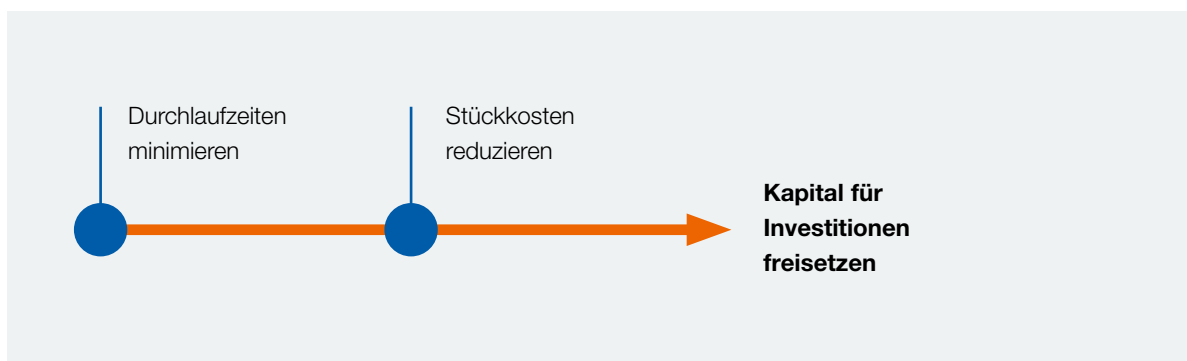 Durchlaufzeiten
minimieren
Stückkosten
reduzieren
Kapital für
Investitionen
freisetzen